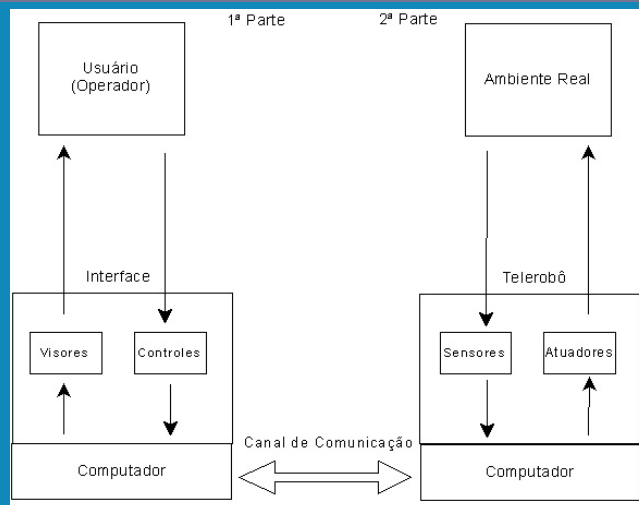 1ª Parte
2ª Parte
Usuário
(Operador)
Ambiente Real
Interface
Telerobô
Visores
Controles
Sensores
Atuadores
Canal de Comunicação
Computador
Computador